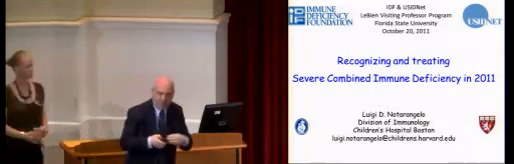 IDF & USIDNet
LeBien Visiting Professor Program
Florida State University
October 20, 2011
IDF IMMUNE
DEFICIENCY
FOUNDATION
USIDNET
Recognizing and treating
Severe Combined Immune Deficiency in 2011
Luigi D. Notarangelo
Division of Immunology
Children's Hospital Boston
luigi.notarangelo@childrens.harvard.edu